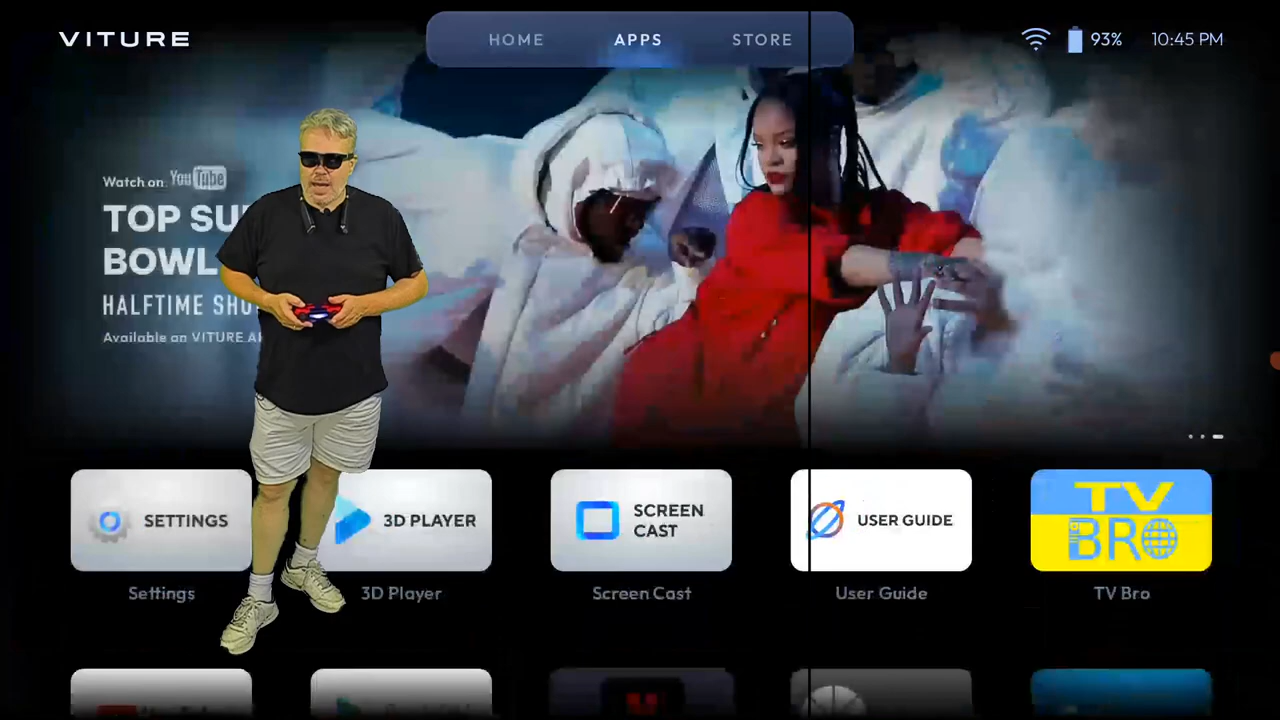 VITURE
HOME APPS STORE
93% 10:45 PM
Watch on YouTube
TOP SU
BOWL
HALFTIME SHO
Available on VITURE.
SETTINGS
3D PLAYER
SCREEN
CAST
USER GUIDE
TV
BRO
Settings
3D Player
Screen Cast
User Guide
TV Bro